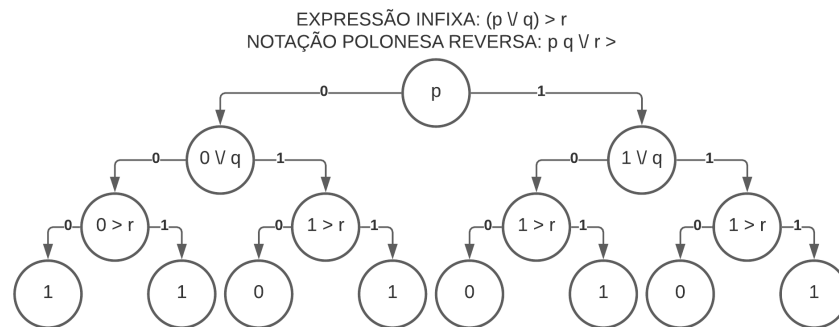 EXPRESSÃO INFIXA: (p \/ q) > r
NOTAÇÃO POLONESA REVERSA: p q \/ r >
p
0 1
0 \/ q 1 \/ q
0 1 0 1
0 > r 1 > r 1 > r 1 > r
0 1 0 1 0 1 0 1
1 1 0 1 0 1 0 1